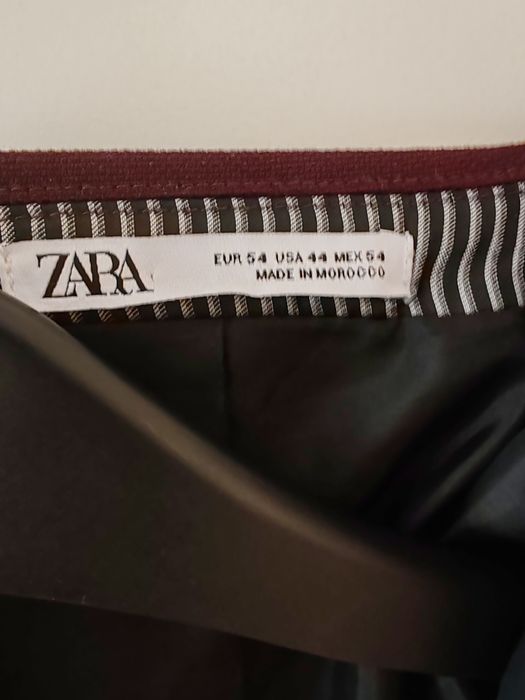 ZARA
EUR 54 USA 44 MEX 54
MADE IN MOROCCO